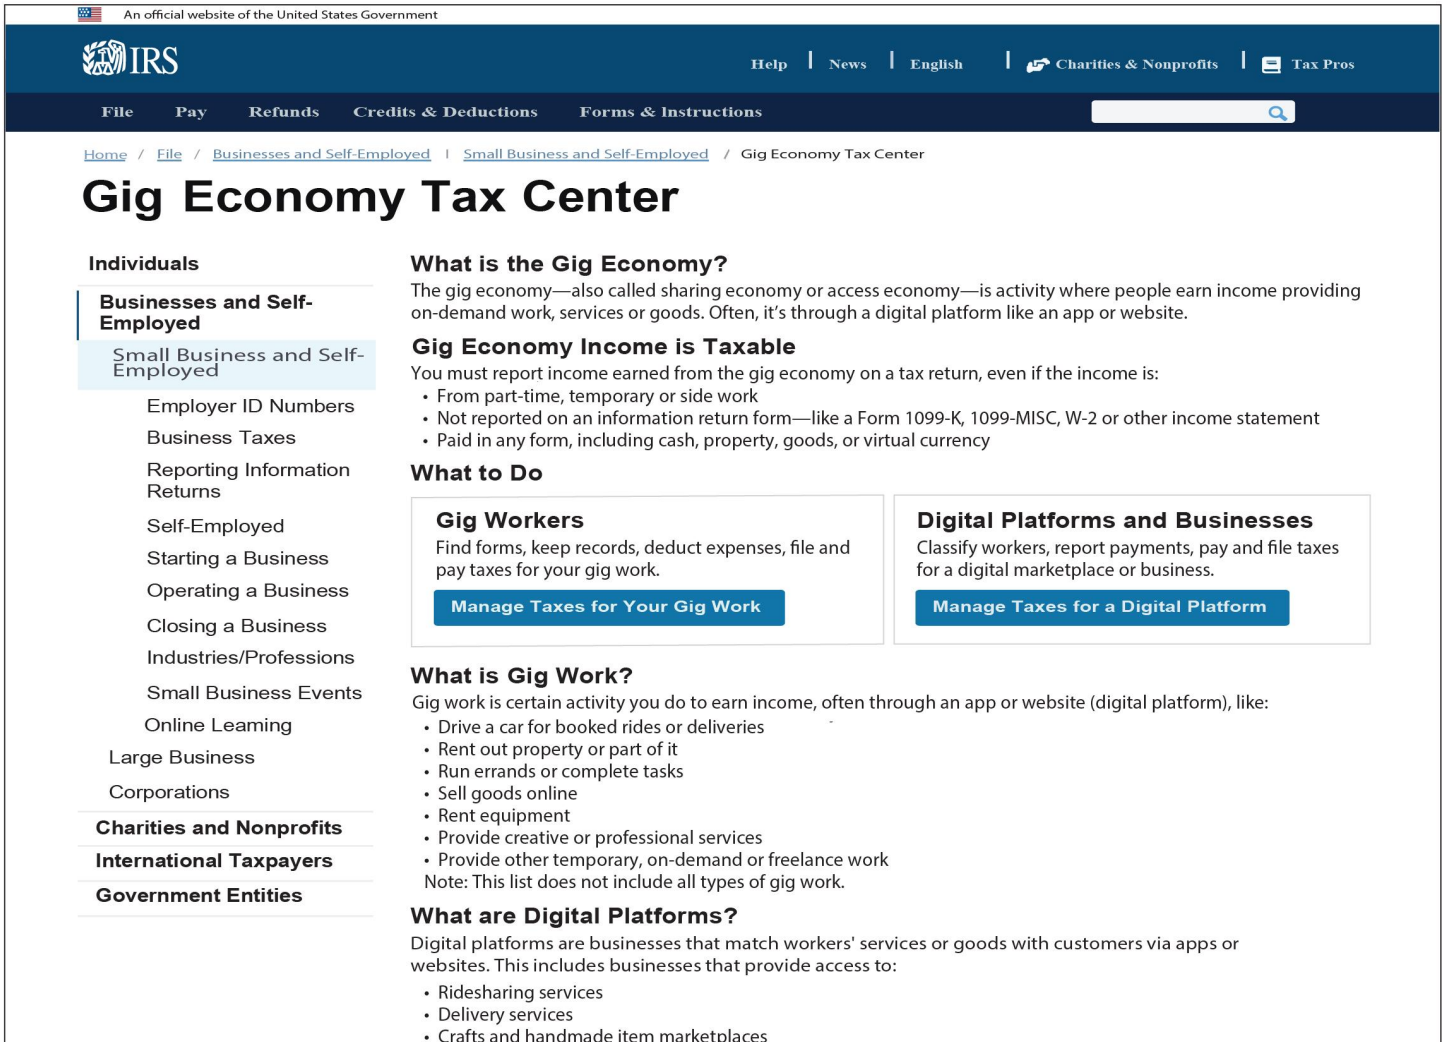 An official website of the United States Government
IRS
Help | News | English | Charities & Nonprofits | Tax Pros
File Pay Refunds Credits & Deductions Forms & Instructions
Home / File / Businesses and Self-Employed | Small Business and Self-Employed / Gig Economy Tax Center
Gig Economy Tax Center
Individuals
Businesses and Self-
Employed
Small Business and Self-
Employed
Employer ID Numbers
Business Taxes
Reporting Information
Returns
Self-Employed
Starting a Business
Operating a Business
Closing a Business
Industries/Professions
Small Business Events
Online Learning
Large Business
Corporations
Charities and Nonprofits
International Taxpayers
Government Entities
What is the Gig Economy?
The gig economy—also called sharing economy or access economy—is activity where people earn income providing
on-demand work, services or goods. Often, it's through a digital platform like an app or website.
Gig Economy Income is Taxable
You must report income earned from the gig economy on a tax return, even if the income is:
• From part-time, temporary or side work
• Not reported on an information return form—like a Form 1099-K, 1099-MISC, W-2 or other income statement
• Paid in any form, including cash, property, goods, or virtual currency
What to Do
Gig Workers
Find forms, keep records, deduct expenses, file and
pay taxes for your gig work.
Manage Taxes for Your Gig Work
Digital Platforms and Businesses
Classify workers, report payments, pay and file taxes
for a digital marketplace or business.
Manage Taxes for a Digital Platform
What is Gig Work?
Gig work is certain activity you do to earn income, often through an app or website (digital platform), like:
• Drive a car for booked rides or deliveries
• Rent out property or part of it
• Run errands or complete tasks
• Sell goods online
• Rent equipment
• Provide creative or professional services
• Provide other temporary, on-demand or freelance work
Note: This list does not include all types of gig work.
What are Digital Platforms?
Digital platforms are businesses that match workers' services or goods with customers via apps or
websites. This includes businesses that provide access to:
• Ridesharing services
• Delivery services
• Crafts and handmade item marketplaces